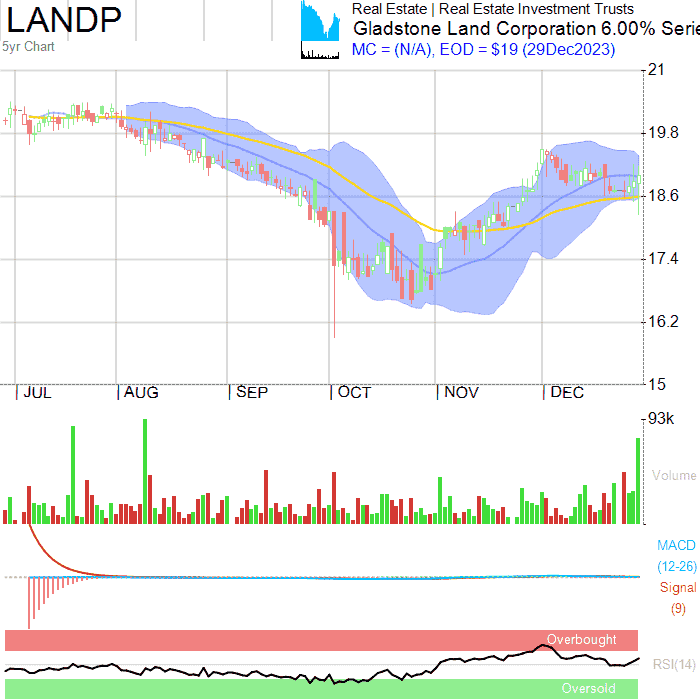 LANDP
5yr Chart
Real Estate | Real Estate Investment Trusts
Gladstone Land Corporation 6.00% Serie
MC = (N/A), EOD = $19 (29Dec2023)
21
19.8
18.6
17.4
16.2
15
JUL AUG SEP OCT NOV DEC
93k
Volume
MACD
(12-26)
Signal
(9)
Overbought
RSI(14)
Oversold